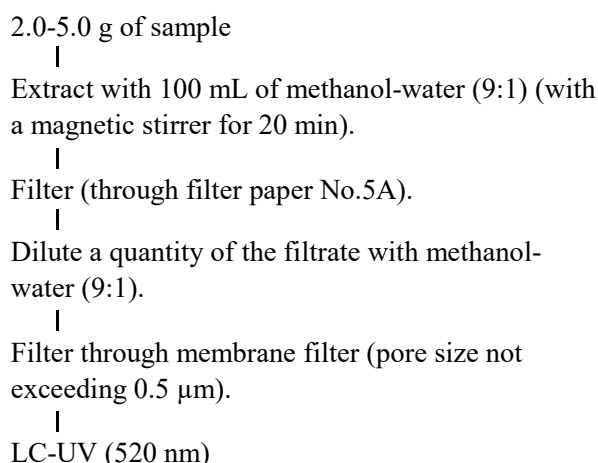 2.0-5.0 g of sample
Extract with 100 mL of methanol-water (9:1) (with
a magnetic stirrer for 20 min).
Filter (through filter paper No.5A).
Dilute a quantity of the filtrate with methanol-
water (9:1).
Filter through membrane filter (pore size not
exceeding 0.5 μm).
LC-UV (520 nm)